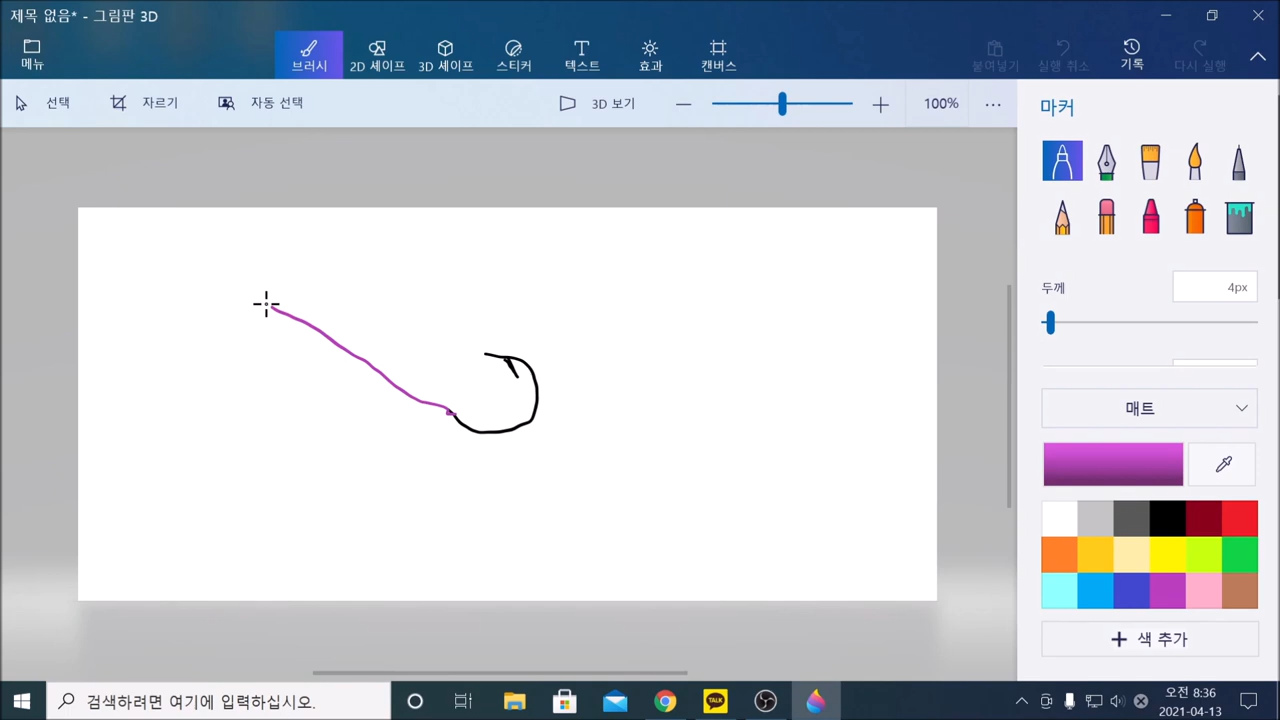 제목 없음* - 그림판 3D
메뉴
브러시
2D 셰이프
3D 셰이프
스티커
텍스트
효과
캔버스
붙여넣기
실행 취소
기록
다시 실행
선택
자르기
자동 선택
3D 보기
100%
마커
두께
4px
매트
색 추가
검색하려면 여기에 입력하십시오.
TALK
오전 8:36
2021-04-13